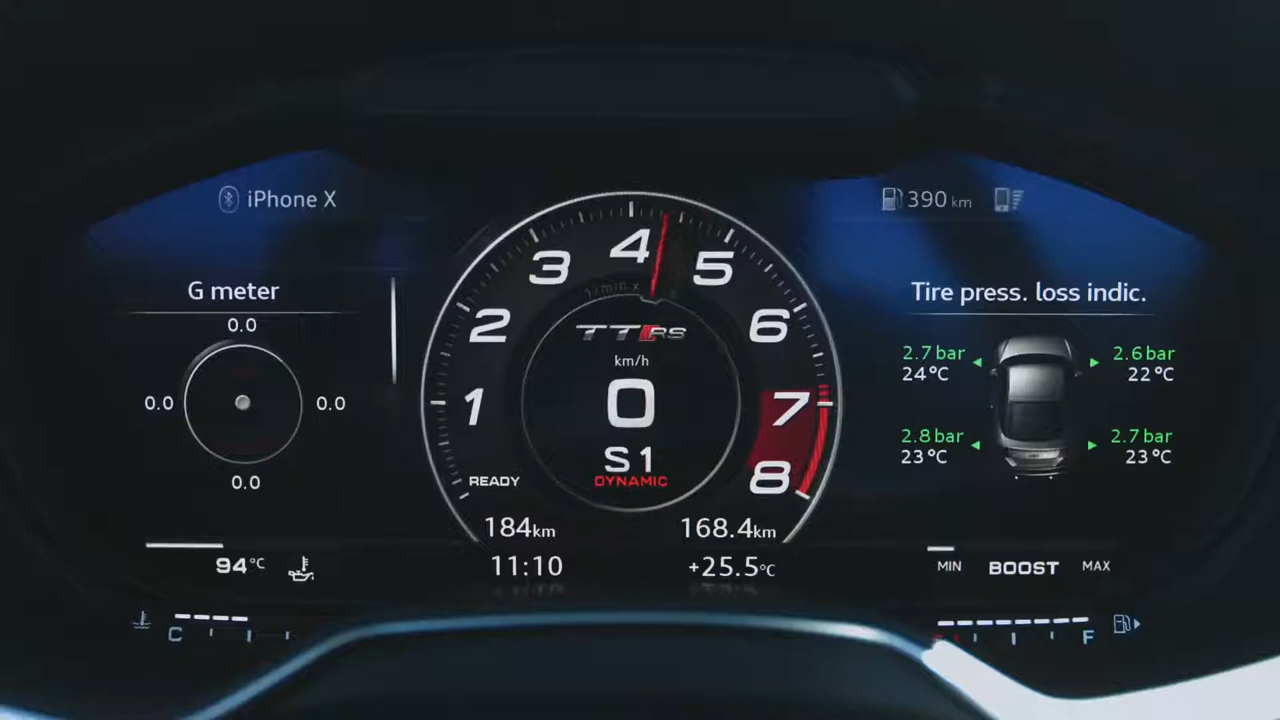 iPhone X
390 km
G meter
0.0
0.0
0.0
0.0
94°C
C
1
2
3
4
5
6
7
8
1/min x
TTRS
km/h
0
S1
DYNAMIC
READY
184km
168.4km
11:10
+25.5°C
Tire press. loss indic.
2.7 bar
24°C
2.6 bar
22°C
2.8 bar
23°C
2.7 bar
23°C
MIN BOOST MAX
F